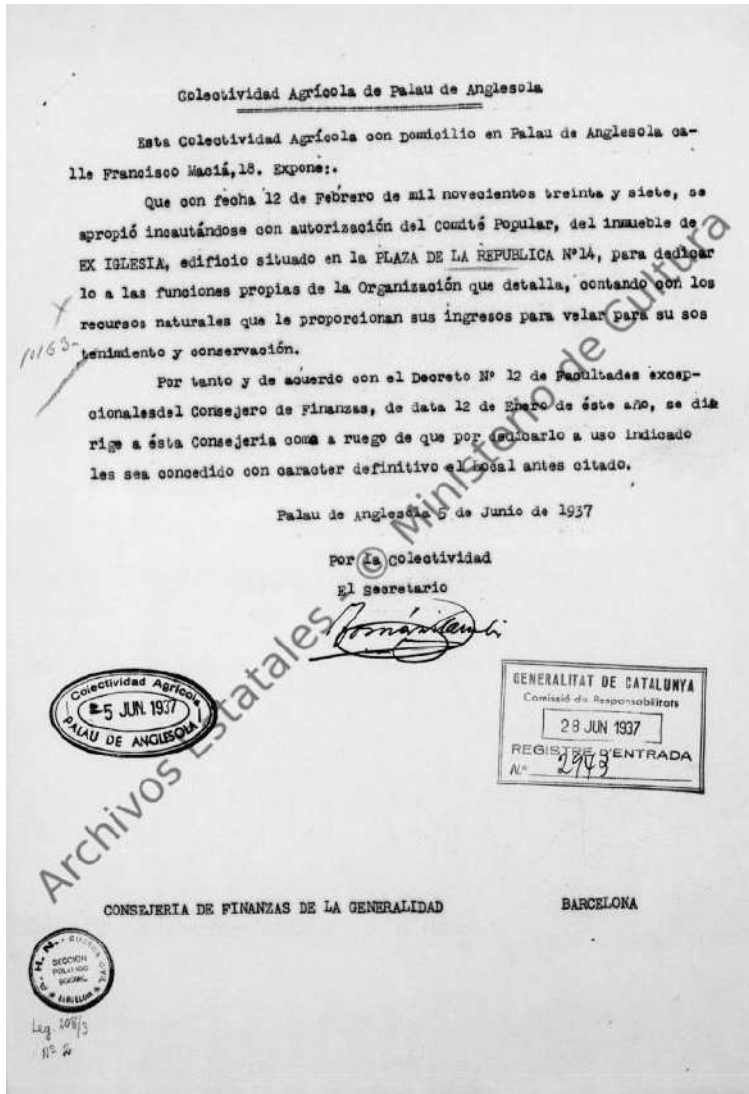 Colectividad Agrícola de Palau de Anglesola
Esta Colectividad Agrícola con Domicilio en Palau de Anglesola ca-
lle Francisco Maciá,18. Expone:.
Que con fecha 12 de Febrero de mil novecientos treinta y siete, se
apropió incautándose con autorización del Comité Popular, del inmueble de
EX IGLESIA, edificio situado en la PLAZA DE LA REPUBLICA Nº14, para dedicar
lo a las funciones propias de la Organización que detalla, contando con los
recursos naturales que le proporcionan sus ingresos para velar para su sos
tenimiento y conservación.
Por tanto y de acuerdo con el Decreto Nº 12 de Facultades excep-
cionalesdel Consejero de Finanzas, de data 12 de Enero de éste año, se di
rige a ésta Consejeria como a ruego de que por dedicarlo a uso indicado
les sea concedido con caracter definitivo el Local antes citado.
Palau de Anglesola 5 de Junio de 1937
Por la Colectividad
El Secretario
Colectividad Agrícola
5 JUN. 1937
PALAU DE ANGLESOLA
GENERALITAT DE CATALUNYA
Comissió de Responsabilitats
28 JUN 1937
REGISTRE D'ENTRADA
N.º 2943
CONSEJERIA DE FINANZAS DE LA GENERALIDAD BARCELONA
A. H. N. - GUERRA CIVIL
SECCION
POLITICO
SOCIAL
BARCELONA
Leg. 208/3
Nº 2
Archivos Estatales - © Ministerio de Cultura